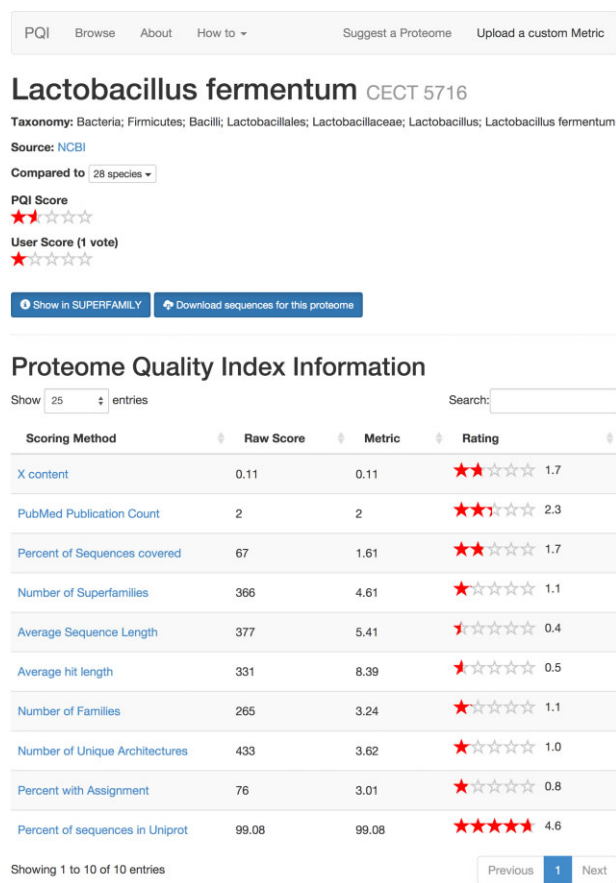 PQI Browse About How to Suggest a Proteome Upload a custom Metric
Lactobacillus fermentum CECT 5716
Taxonomy: Bacteria; Firmicutes; Bacilli; Lactobacillales; Lactobacillaceae; Lactobacillus; Lactobacillus fermentum
Source: NCBI
Compared to 28 species
PQI Score
User Score (1 vote)
Show in SUPERFAMILY Download sequences for this proteome
Proteome Quality Index Information
Show 25 entries Search:
Scoring Method Raw Score Metric Rating
X content 0.11 0.11 1.7
PubMed Publication Count 2 2 2.3
Percent of Sequences covered 67 1.61 1.7
Number of Superfamilies 366 4.61 1.1
Average Sequence Length 377 5.41 0.4
Average hit length 331 8.39 0.5
Number of Families 265 3.24 1.1
Number of Unique Architectures 433 3.62 1.0
Percent with Assignment 76 3.01 0.8
Percent of sequences in Uniprot 99.08 99.08 4.6
Showing 1 to 10 of 10 entries Previous 1 Next